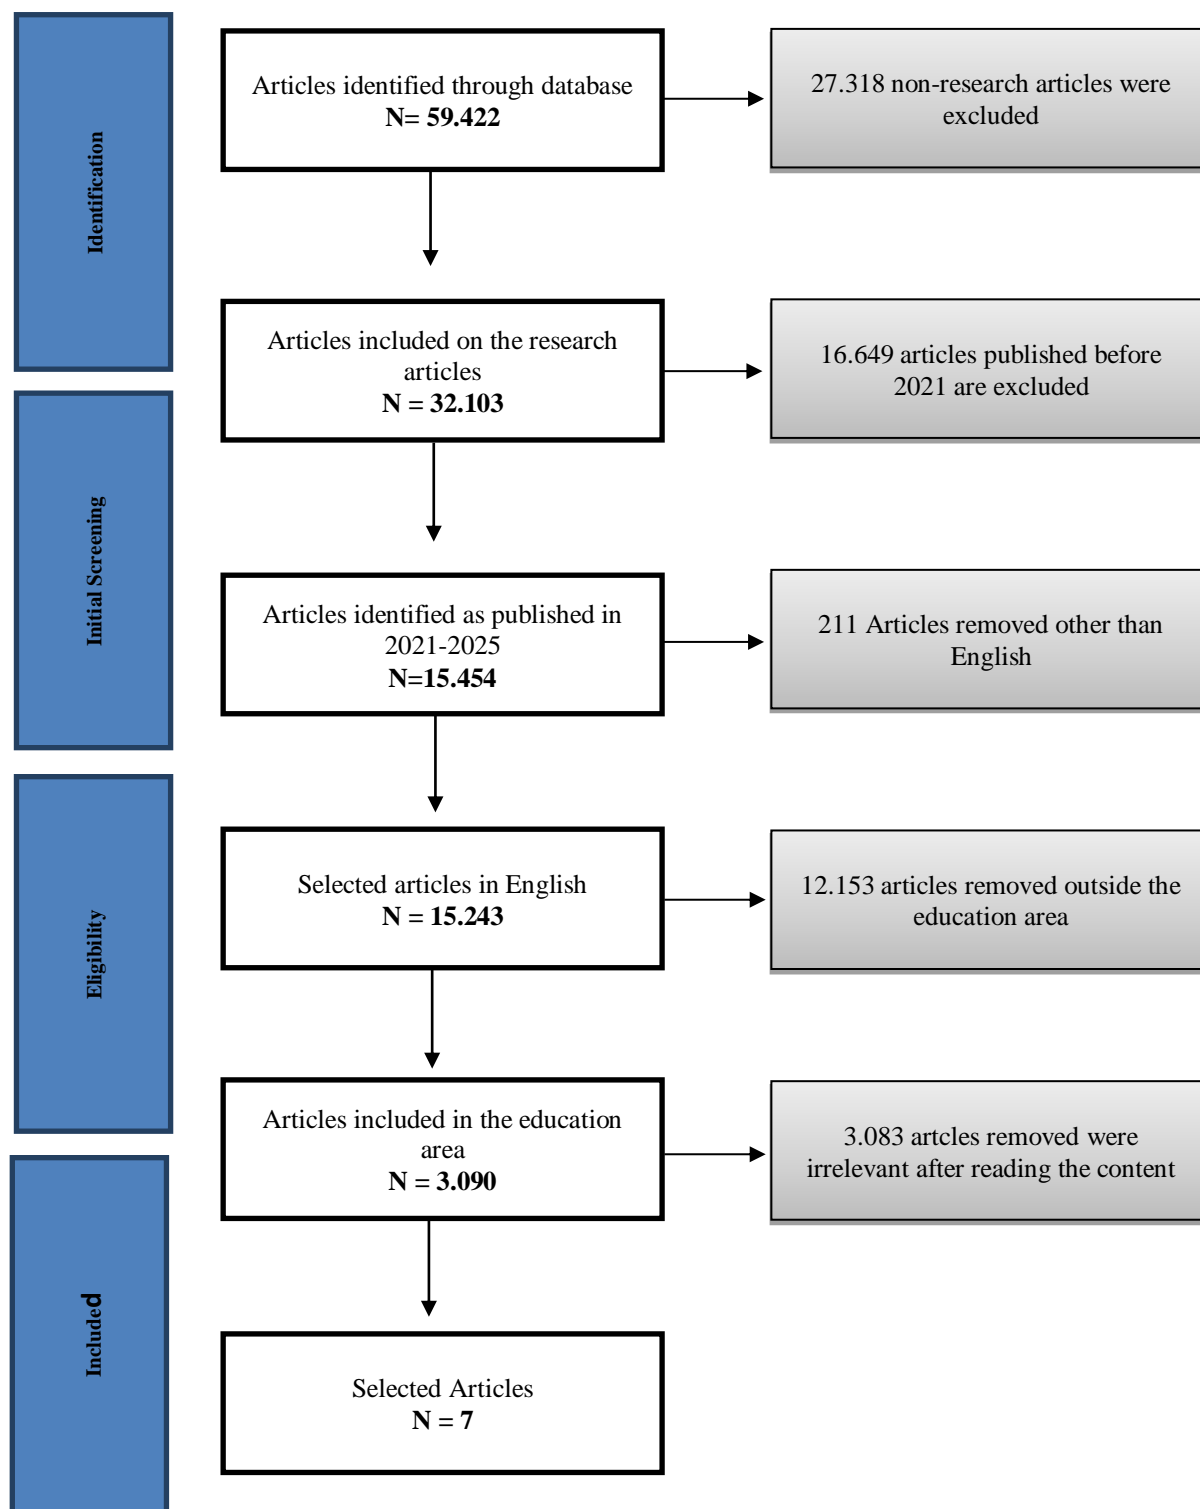 Identification
Articles identified through database
N= 59.422
27.318 non-research articles were
excluded
Articles included on the research
articles
N = 32.103
16.649 articles published before
2021 are excluded
Initial Screening
Articles identified as published in
2021-2025
N=15.454
211 Articles removed other than
English
Eligibility
Selected articles in English
N = 15.243
12.153 articles removed outside the
education area
Articles included in the education
area
N = 3.090
3.083 artcles removed were
irrelevant after reading the content
Included
Selected Articles
N = 7